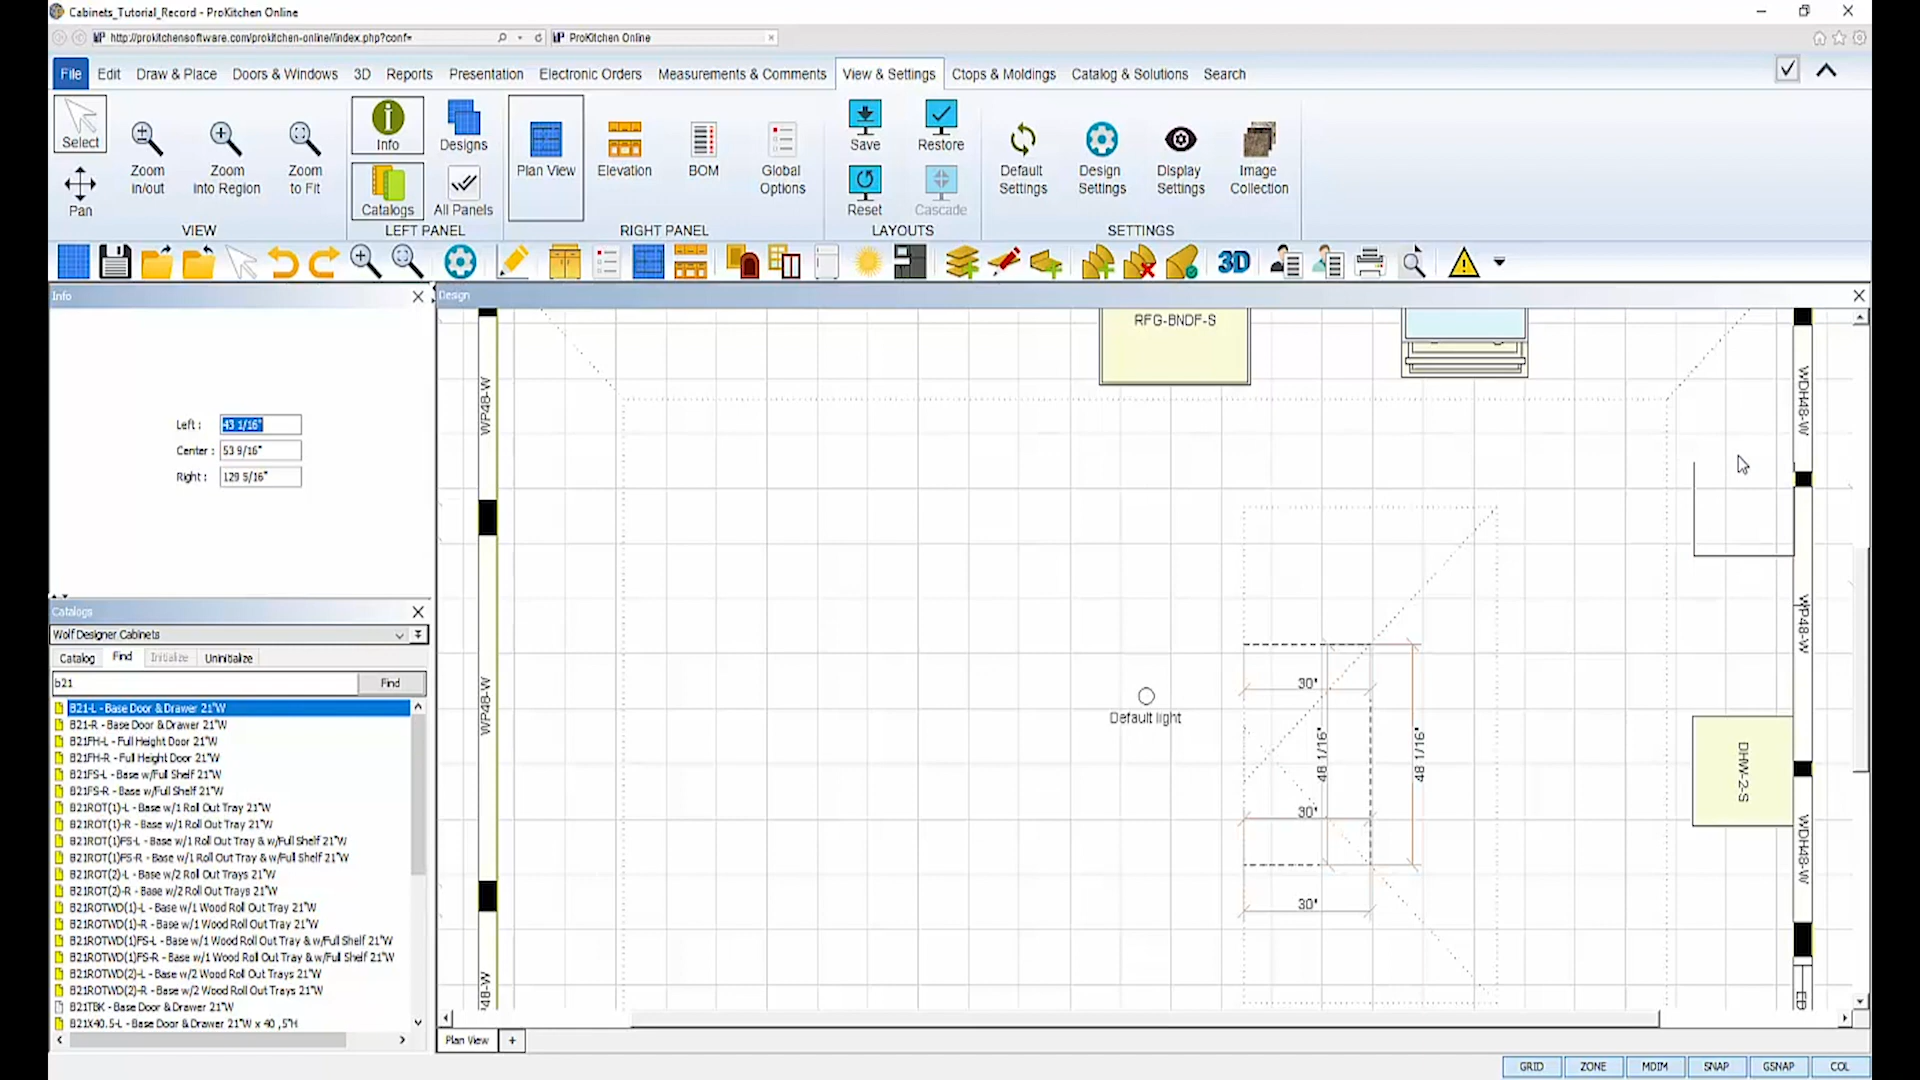 Cabinets_Tutorial_Record - ProKitchen Online
http://prokitchensoftware.com/prokitchen-online//index.php?conf=
ProKitchen Online
File Edit Draw & Place Doors & Windows 3D Reports Presentation Electronic Orders Measurements & Comments View & Settings Ctops & Moldings Catalog & Solutions Search
Select
Pan
Zoom in/out
Zoom into Region
Zoom to Fit
VIEW
Info
Designs
Catalogs
All Panels
LEFT PANEL
Plan View
Elevation
BOM
Global Options
RIGHT PANEL
Save
Restore
Reset
Cascade
LAYOUTS
Default Settings
Design Settings
Display Settings
Image Collection
SETTINGS
3D
Info
Left : 43 1/16"
Center : 53 9/16"
Right : 129 5/16"
Catalogs
Wolf Designer Cabinets
Catalog Find Initialize Uninitialize
b21 Find
B21-L - Base Door & Drawer 21"W
B21-R - Base Door & Drawer 21"W
B21FH-L - Full Height Door 21"W
B21FH-R - Full Height Door 21"W
B21FS-L - Base w/Full Shelf 21"W
B21FS-R - Base w/Full Shelf 21"W
B21ROT(1)-L - Base w/1 Roll Out Tray 21"W
B21ROT(1)-R - Base w/1 Roll Out Tray 21"W
B21ROT(1)FS-L - Base w/1 Roll Out Tray & w/Full Shelf 21"W
B21ROT(1)FS-R - Base w/1 Roll Out Tray & w/Full Shelf 21"W
B21ROT(2)-L - Base w/2 Roll Out Trays 21"W
B21ROT(2)-R - Base w/2 Roll Out Trays 21"W
B21ROTWD(1)-L - Base w/1 Wood Roll Out Tray 21"W
B21ROTWD(1)-R - Base w/1 Wood Roll Out Tray 21"W
B21ROTWD(1)FS-L - Base w/1 Wood Roll Out Tray & w/Full Shelf 21"W
B21ROTWD(1)FS-R - Base w/1 Wood Roll Out Tray & w/Full Shelf 21"W
B21ROTWD(2)-L - Base w/2 Wood Roll Out Trays 21"W
B21ROTWD(2)-R - Base w/2 Wood Roll Out Trays 21"W
B21TBK - Base Door & Drawer 21"W
B21X40.5-L - Base Door & Drawer 21"W x 40 ,5"H
Design
RFG-BNDF-S
WP48-W
WDH48-W
WP48-W
WP48-W
30"
48 1/16"
48 1/16"
30"
30"
Default light
DHW-2-S
WDH48-W
48-W
EB
Plan View +
GRID ZONE MDIM SNAP GSNAP COL